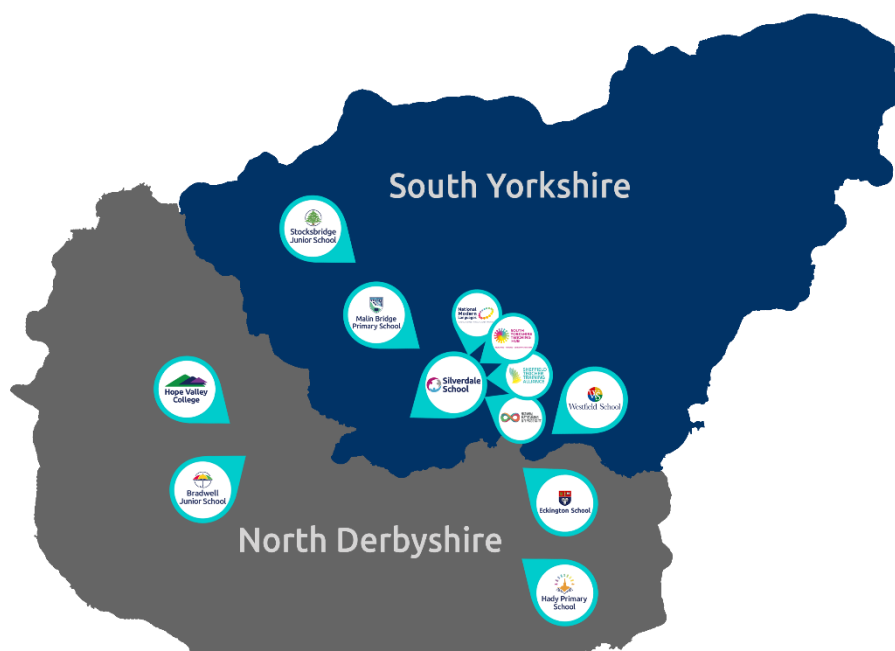 South Yorkshire
Stocksbridge
Junior School
Malin Bridge
Primary School
National
Modern
Languages
SOUTH
YORKSHIRE
TEACHING
HUB
SHEFFIELD
TEACHER
TRAINING
ALLIANCE
Silverdale
School
Hope Valley
College
Westfield School
Bradwell
Junior School
Eckington School
North Derbyshire
Hady Primary
School